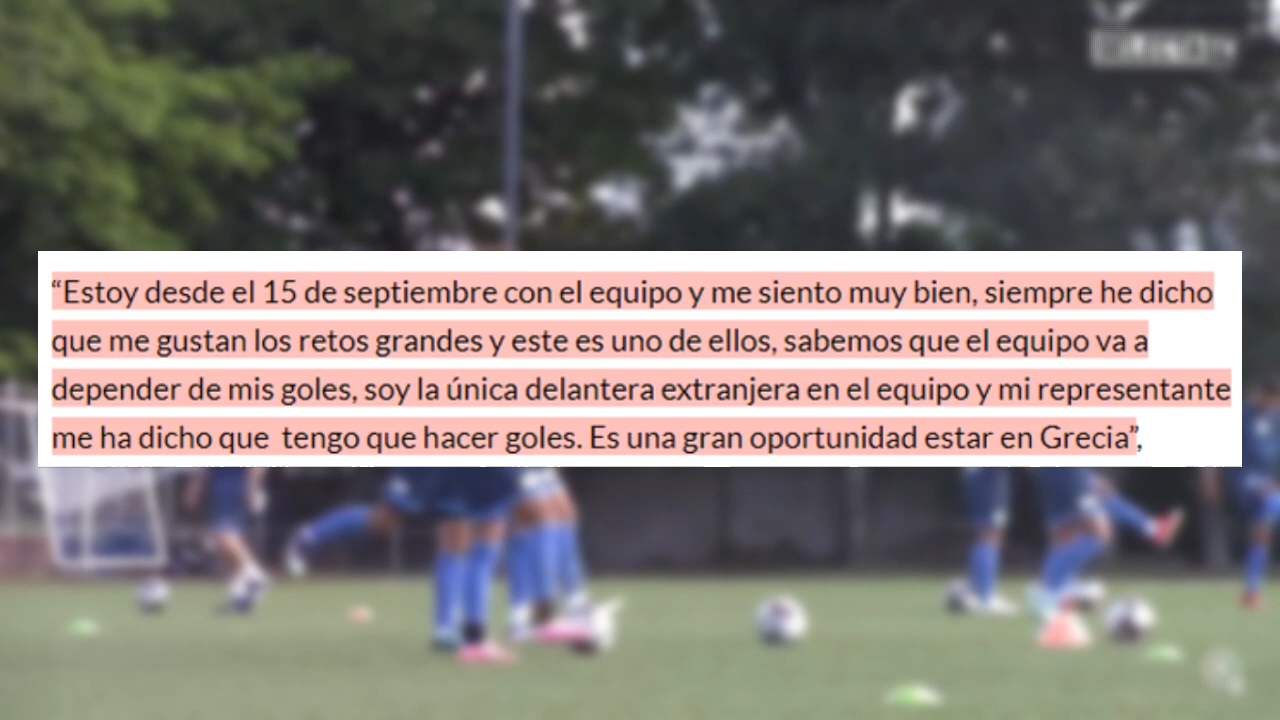 “Estoy desde el 15 de septiembre con el equipo y me siento muy bien, siempre he dicho
que me gustan los retos grandes y este es uno de ellos, sabemos que el equipo va a
depender de mis goles, soy la única delantera extranjera en el equipo y mi representante
me ha dicho que  tengo que hacer goles. Es una gran oportunidad estar en Grecia”,